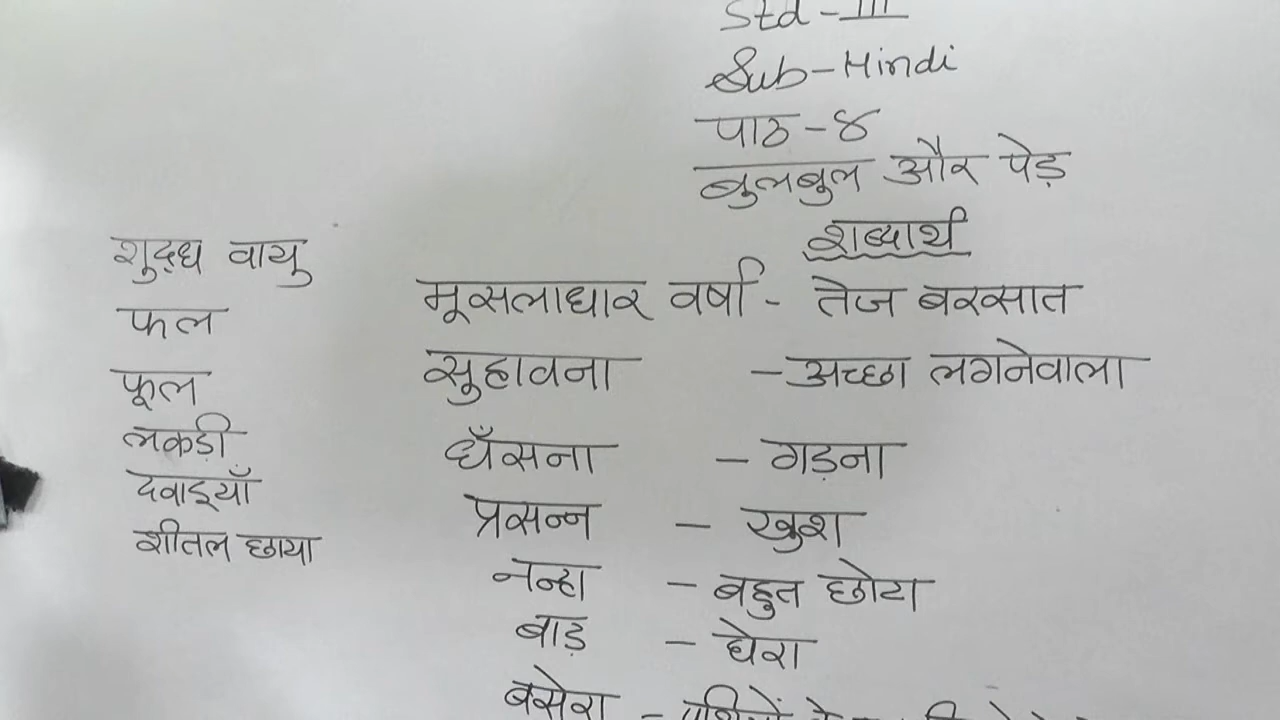 Std - III
Sub - Hindi
पाठ - ४
बुलबुल और पेड़
शब्दार्थ
शुद्ध वायु
फल
फूल
लकड़ी
दवाइयाँ
शीतल छाया
मूसलाधार वर्षा - तेज बरसात
सुहावना - अच्छा लगनेवाला
धँसना - गड़ना
प्रसन्न - खुश
नन्हा - बहुत छोटा
बाड़ - घेरा
बसेरा -